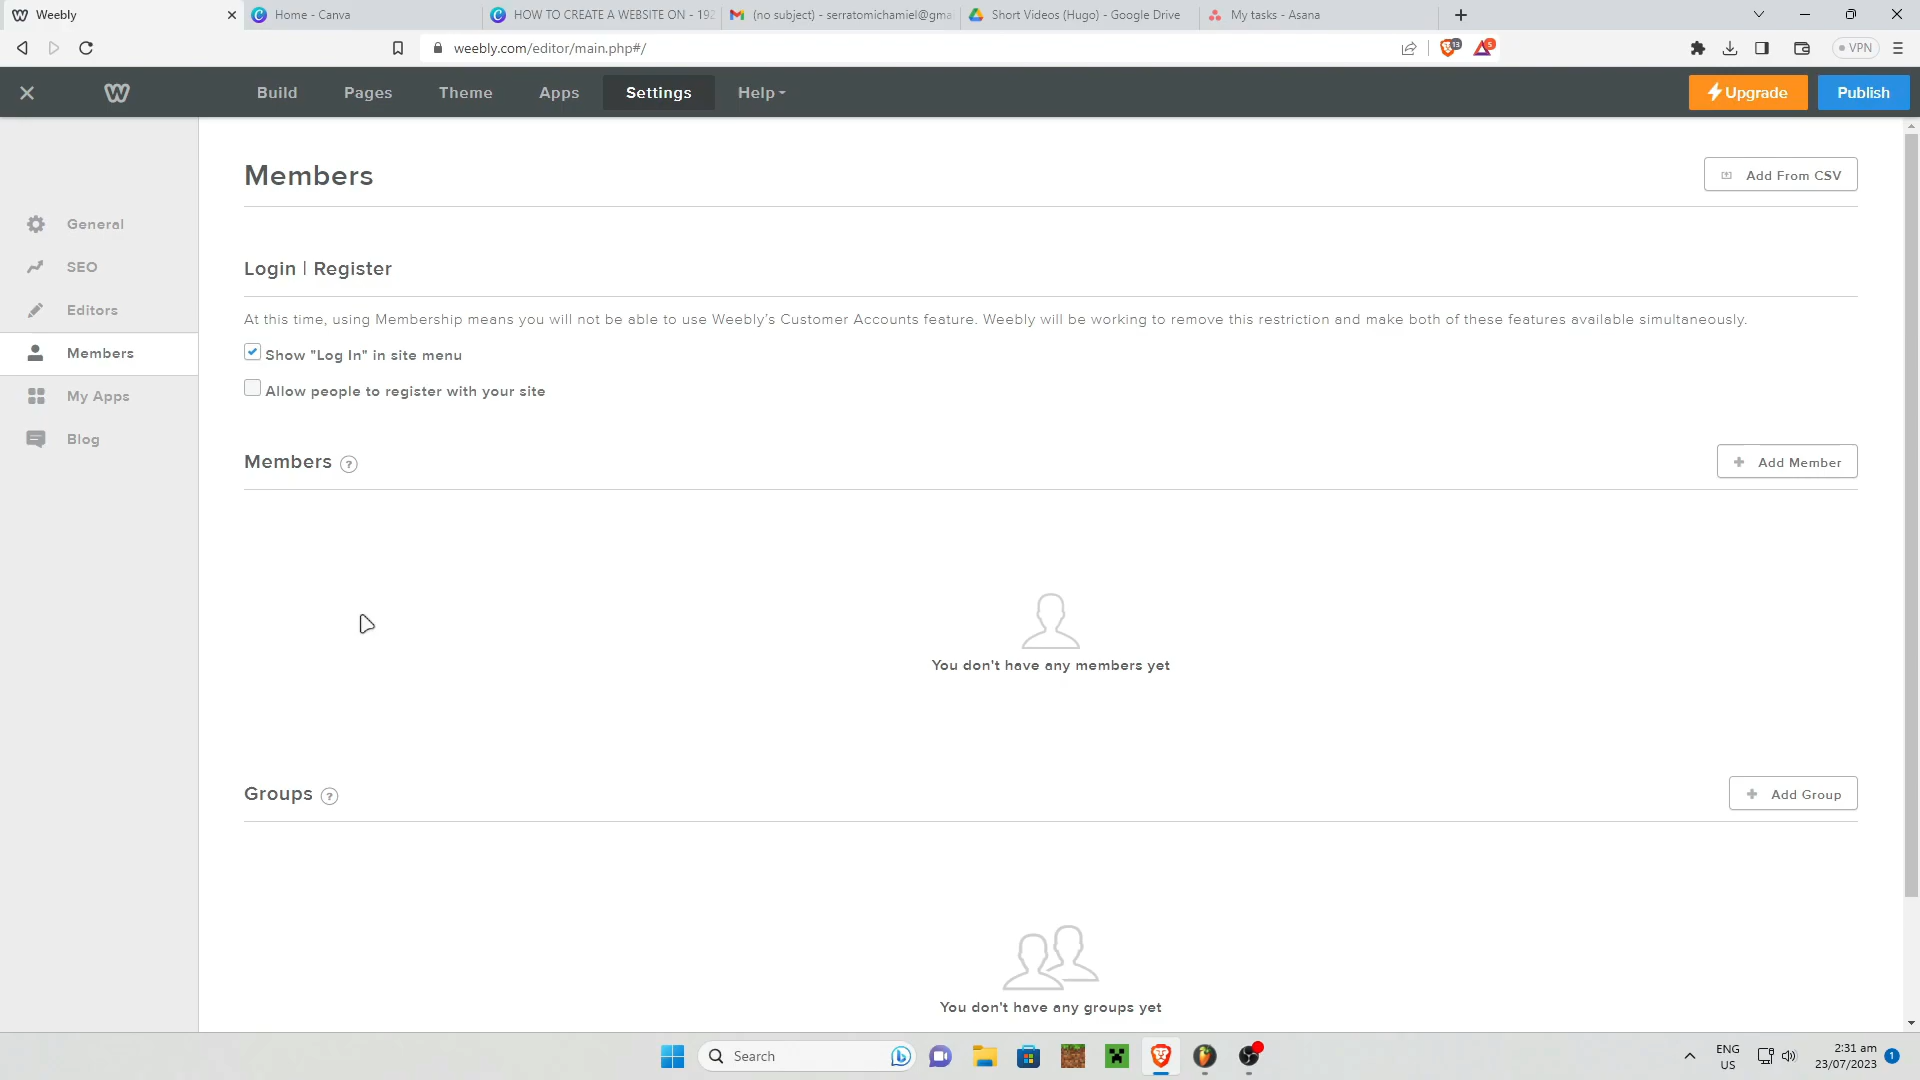 Weebly
Home - Canva
HOW TO CREATE A WEBSITE ON - 192
(no subject) - serratomichamiel@gma
Short Videos (Hugo) - Google Drive
My tasks - Asana
weebly.com/editor/main.php#/
13
5
VPN
Build
Pages
Theme
Apps
Settings
Help
Upgrade
Publish
Members
Add From CSV
General
SEO
Editors
Members
My Apps
Blog
Login | Register
At this time, using Membership means you will not be able to use Weebly's Customer Accounts feature. Weebly will be working to remove this restriction and make both of these features available simultaneously.
Show "Log In" in site menu
Allow people to register with your site
Members ?
+ Add Member
You don't have any members yet
Groups ?
+ Add Group
You don't have any groups yet
Search
ENG
US
2:31 am
23/07/2023
1